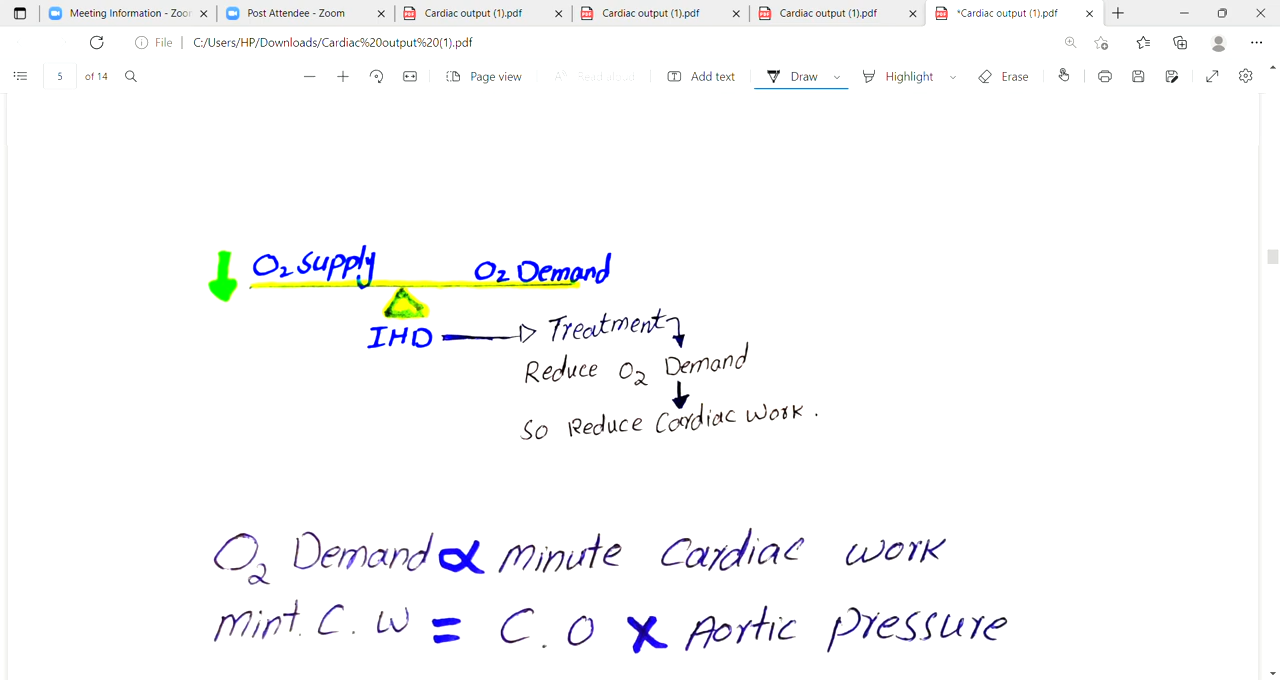 Meeting Information - Zoor
Post Attendee - Zoom
Cardiac output (1).pdf
Cardiac output (1).pdf
Cardiac output (1).pdf
*Cardiac output (1).pdf
File
C:/Users/HP/Downloads/Cardiac%20output%20(1).pdf
5 of 14
Page view
Read aloud
Add text
Draw
Highlight
Erase
O2 Supply O2 Demand
IHD Treatment
Reduce O2 Demand
So Reduce Cardiac Work.
O2 Demand ∝ minute Cardiac work
mint. C. W = C. O X Aortic pressure